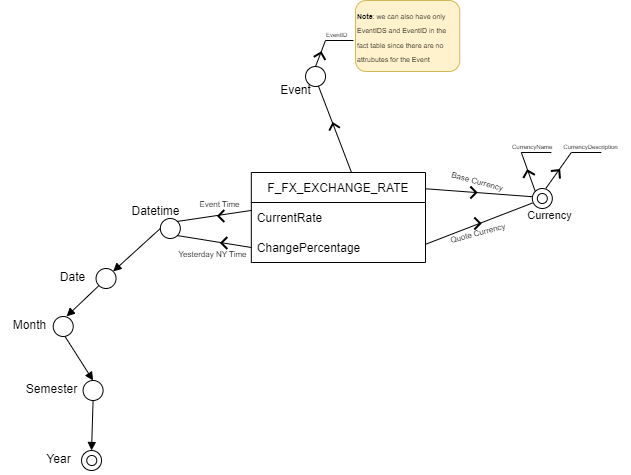 Note: we can also have only
EventIDS and EventID in the
fact table since there are no
attrubutes for the Event
EventID
Event
CurrencyName
CurrencyDescription
Base Currency
F_FX_EXCHANGE_RATE
Event Time
Datetime
CurrentRate
Currency
Quote Currency
ChangePercentage
Yesterday NY Time
Date
Month
Semester
Year